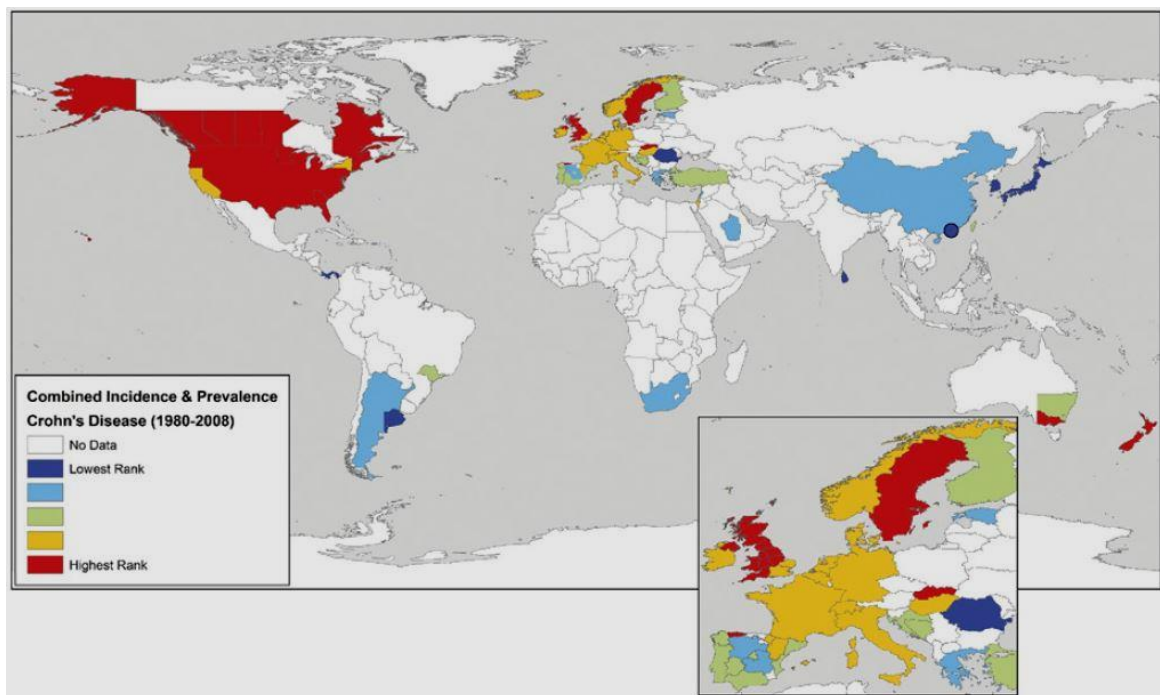 Combined Incidence & Prevalence
Crohn's Disease (1980-2008)
No Data
Lowest Rank
Highest Rank